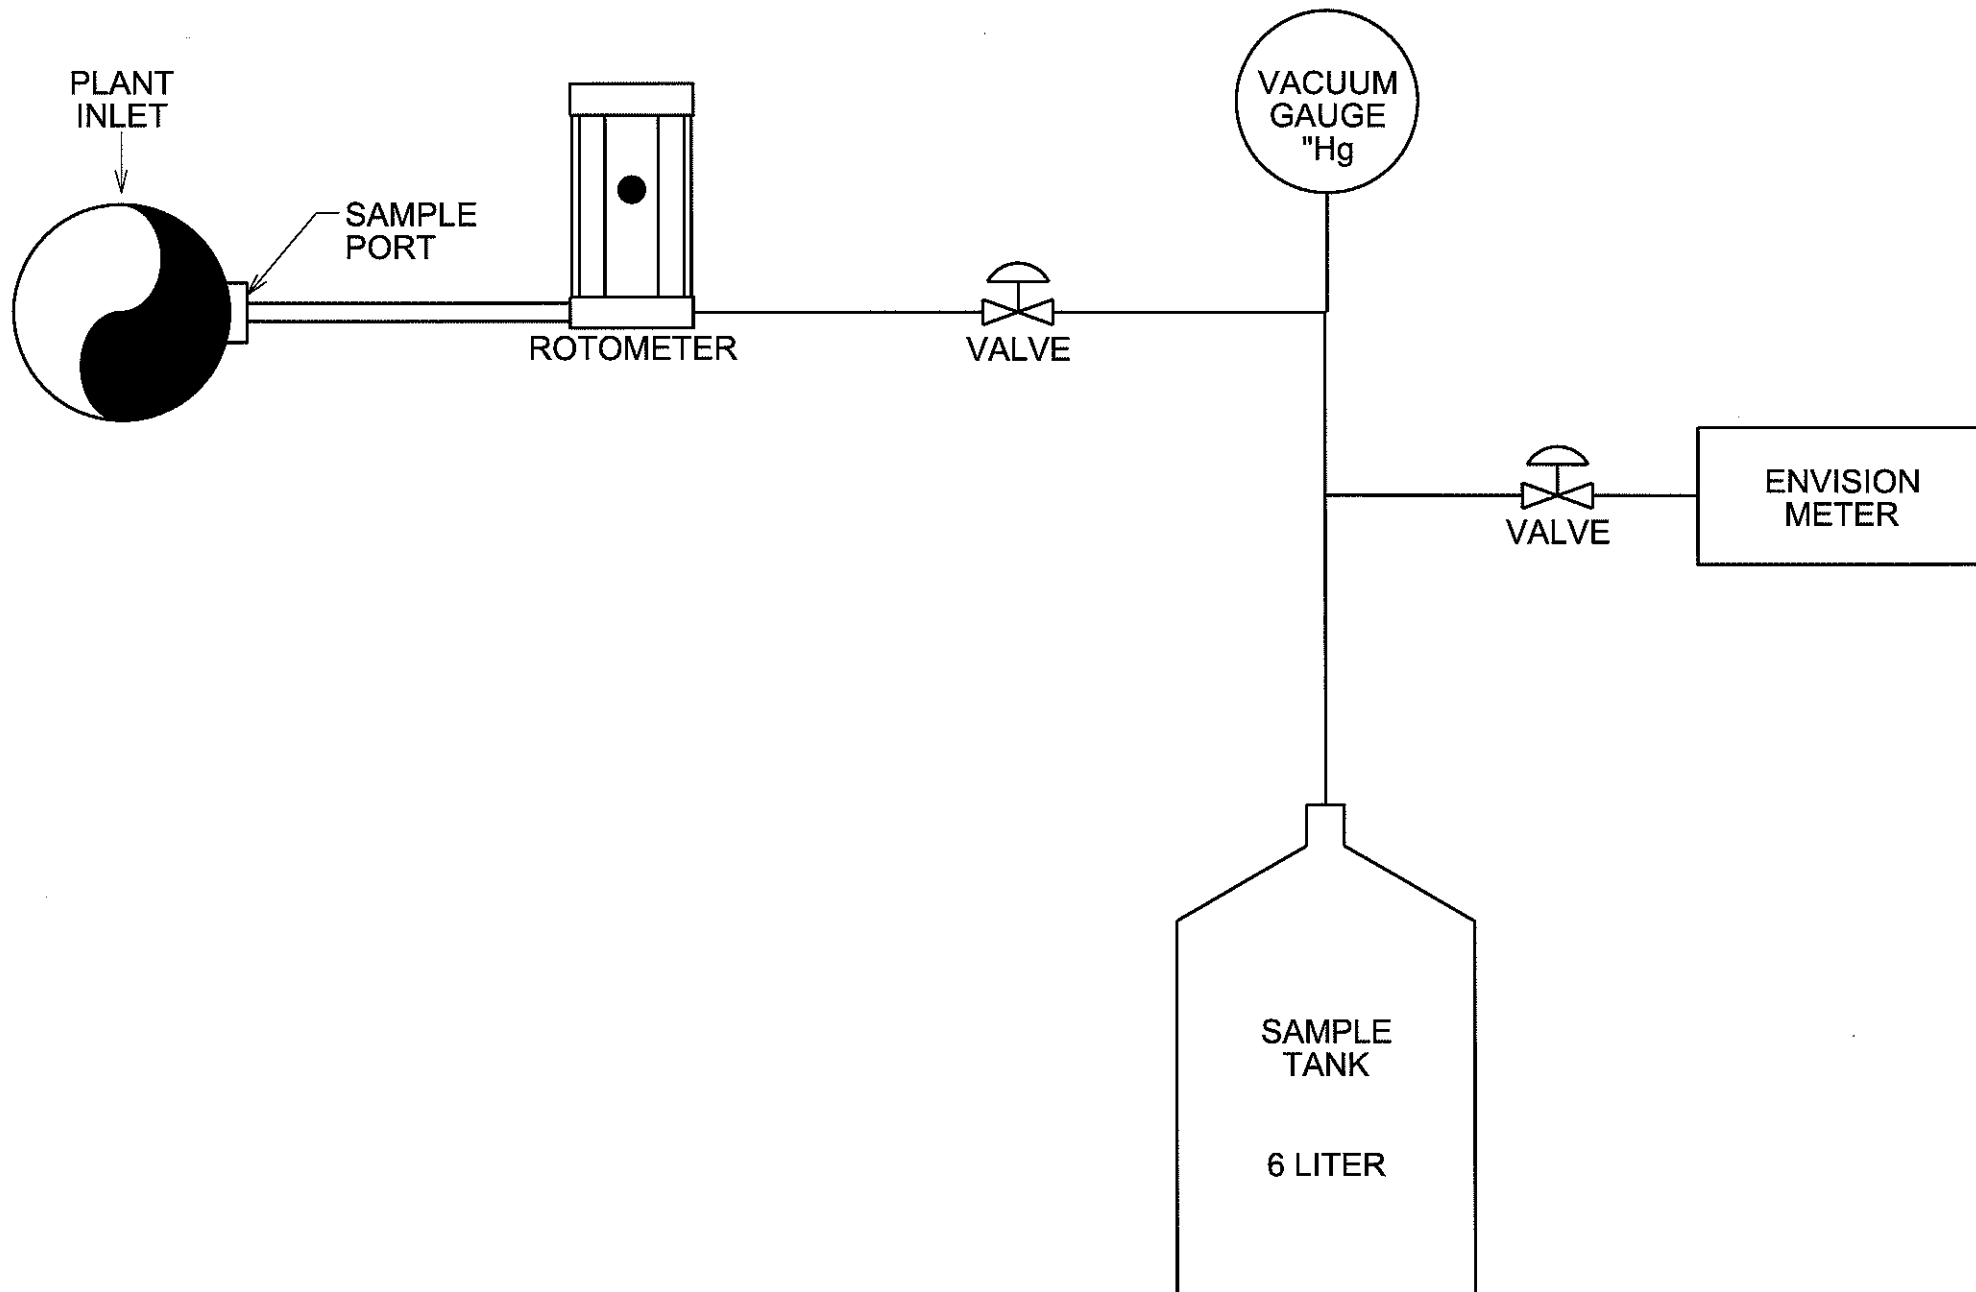 PLANT
INLET
SAMPLE
PORT
ROTOMETER
VALVE
VACUUM
GAUGE
"Hg
VALVE
ENVISION
METER
SAMPLE
TANK
6 LITER